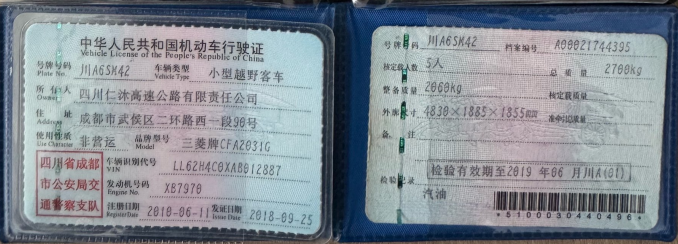 中华人民共和国机动车行驶证
Vehicle License of the People's Republic of China
号牌号码 川A6SM42 车辆类型 小型越野客车
Plate No. Vehicle Type
所有人 四川仁沐高速公路有限责任公司
Owner
住址 成都市武侯区二环路西一段90号
Address
使用性质 非营运 品牌型号 三菱牌CFA2031G
Use Character Model
四川省成都
市公安局交
通警察支队
车辆识别代号 LL62H4C0XAB012887
VIN
发动机号码 XB7970
Engine No.
注册日期 2010-06-11 发证日期 2018-09-25
Register Date Issue Date
号牌号码 川A6SM42 档案编号 A00021744395
核定载人数 5人 总质量 2700kg
整备质量 2060kg 核定载质量
外廓尺寸 4830×1885×1855mm 准牵引总质量
备注
检验记录 检验有效期至2019年06月川A(01)
汽油
*5100030440496*